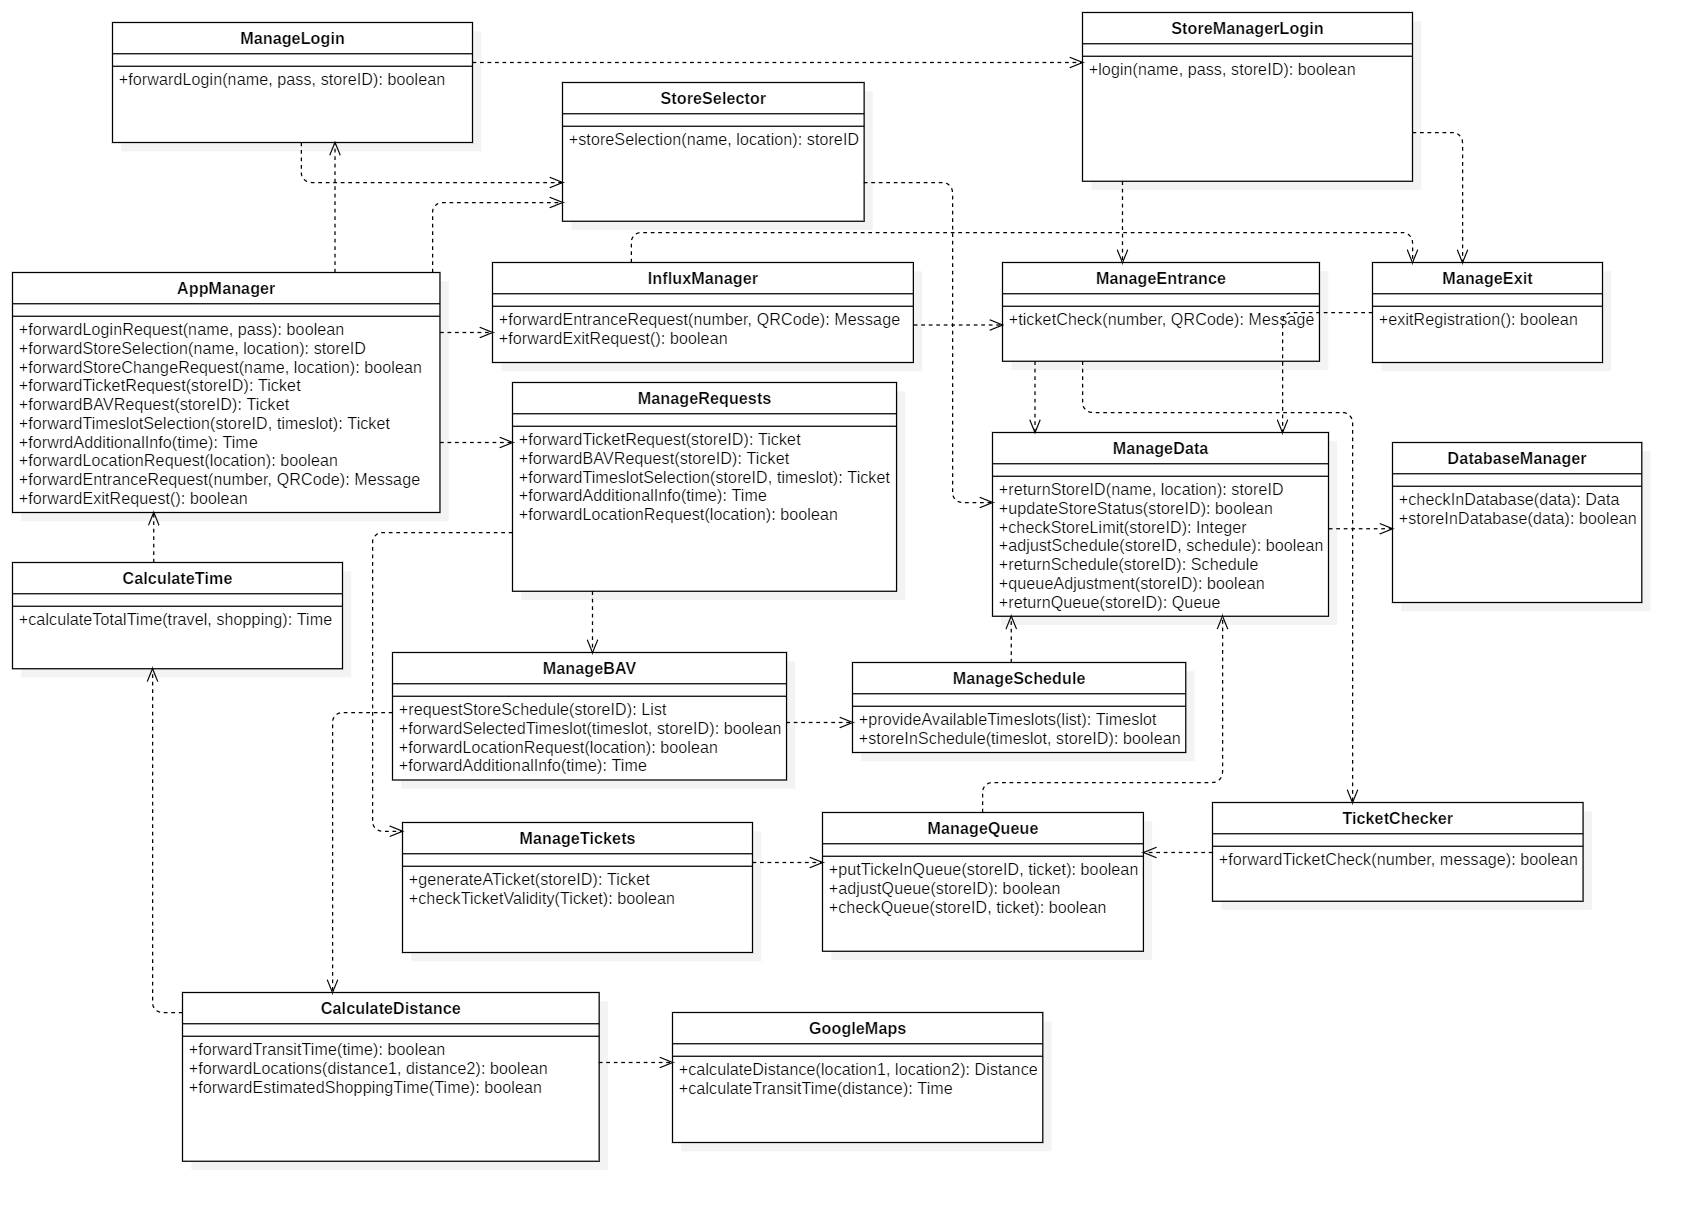 ManageLogin
+forwardLogin(name, pass, storeID): boolean
StoreManagerLogin
+login(name, pass, storeID): boolean
StoreSelector
+storeSelection(name, location): storeID
AppManager
+forwardLoginRequest(name, pass): boolean
+forwardStoreSelection(name, location): storeID
+forwardStoreChangeRequest(name, location): boolean
+forwardTicketRequest(storeID): Ticket
+forwardBAVRequest(storeID): Ticket
+forwardTimeslotSelection(storeID, timeslot): Ticket
+forwrdAdditionalInfo(time): Time
+forwardLocationRequest(location): boolean
+forwardEntranceRequest(number, QRCode): Message
+forwardExitRequest(): boolean
InfluxManager
+forwardEntranceRequest(number, QRCode): Message
+forwardExitRequest(): boolean
ManageEntrance
+ticketCheck(number, QRCode): Message
ManageExit
+exitRegistration(): boolean
ManageRequests
+forwardTicketRequest(storeID): Ticket
+forwardBAVRequest(storeID): Ticket
+forwardTimeslotSelection(storeID, timeslot): Ticket
+forwardAdditionalInfo(time): Time
+forwardLocationRequest(location): boolean
ManageData
+returnStoreID(name, location): storeID
+updateStoreStatus(storeID): boolean
+checkStoreLimit(storeID): Integer
+adjustSchedule(storeID, schedule): boolean
+returnSchedule(storeID): Schedule
+queueAdjustment(storeID): boolean
+returnQueue(storeID): Queue
DatabaseManager
+checkInDatabase(data): Data
+storeInDatabase(data): boolean
CalculateTime
+calculateTotalTime(travel, shopping): Time
ManageBAV
+requestStoreSchedule(storeID): List
+forwardSelectedTimeslot(timeslot, storeID): boolean
+forwardLocationRequest(location): boolean
+forwardAdditionalInfo(time): Time
ManageSchedule
+provideAvailableTimeslots(list): Timeslot
+storeInSchedule(timeslot, storeID): boolean
ManageTickets
+generateATicket(storeID): Ticket
+checkTicketValidity(Ticket): boolean
ManageQueue
+putTickeInQueue(storeID, ticket): boolean
+adjustQueue(storeID): boolean
+checkQueue(storeID, ticket): boolean
TicketChecker
+forwardTicketCheck(number, message): boolean
CalculateDistance
+forwardTransitTime(time): boolean
+forwardLocations(distance1, distance2): boolean
+forwardEstimatedShoppingTime(Time): boolean
GoogleMaps
+calculateDistance(location1, location2): Distance
+calculateTransitTime(distance): Time